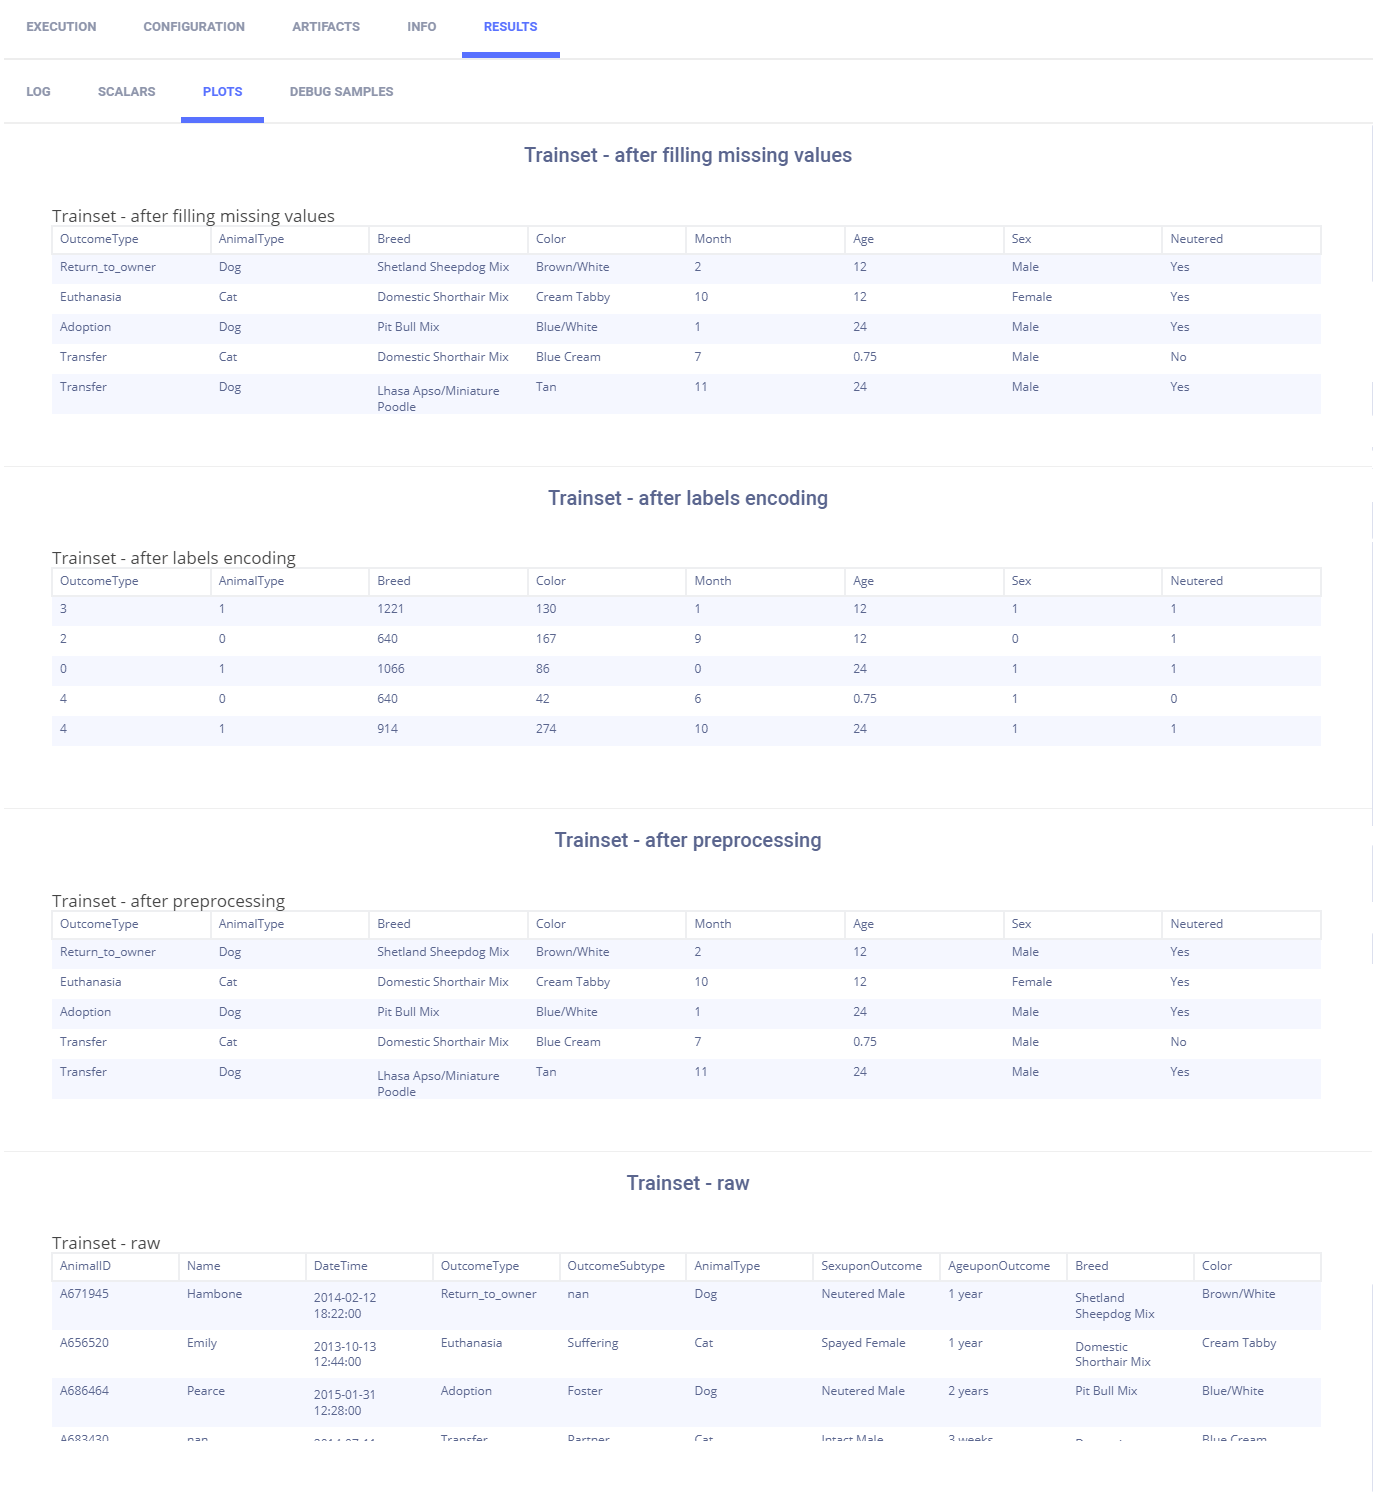 EXECUTION CONFIGURATION ARTIFACTS INFO RESULTS
LOG SCALARS PLOTS DEBUG SAMPLES
Trainset - after filling missing values
Trainset - after filling missing values
OutcomeType AnimalType Breed Color Month Age Sex Neutered
Return_to_owner Dog Shetland Sheepdog Mix Brown/White 2 12 Male Yes
Euthanasia Cat Domestic Shorthair Mix Cream Tabby 10 12 Female Yes
Adoption Dog Pit Bull Mix Blue/White 1 24 Male Yes
Transfer Cat Domestic Shorthair Mix Blue Cream 7 0.75 Male No
Transfer Dog Lhasa Apso/Miniature Tan 11 24 Male Yes
Poodle
Trainset - after labels encoding
Trainset - after labels encoding
OutcomeType AnimalType Breed Color Month Age Sex Neutered
3 1 1221 130 1 12 1 1
2 0 640 167 9 12 0 1
0 1 1066 86 0 24 1 1
4 0 640 42 6 0.75 1 0
4 1 914 274 10 24 1 1
Trainset - after preprocessing
Trainset - after preprocessing
OutcomeType AnimalType Breed Color Month Age Sex Neutered
Return_to_owner Dog Shetland Sheepdog Mix Brown/White 2 12 Male Yes
Euthanasia Cat Domestic Shorthair Mix Cream Tabby 10 12 Female Yes
Adoption Dog Pit Bull Mix Blue/White 1 24 Male Yes
Transfer Cat Domestic Shorthair Mix Blue Cream 7 0.75 Male No
Transfer Dog Lhasa Apso/Miniature Tan 11 24 Male Yes
Poodle
Trainset - raw
Trainset - raw
AnimalID Name DateTime OutcomeType OutcomeSubtype AnimalType SexuponOutcome AgeuponOutcome Breed Color
A671945 Hambone 2014-02-12 Return_to_owner nan Dog Neutered Male 1 year Shetland Brown/White
18:22:00 Sheepdog Mix
A656520 Emily 2013-10-13 Euthanasia Suffering Cat Spayed Female 1 year Domestic Cream Tabby
12:44:00 Shorthair Mix
A686464 Pearce 2015-01-31 Adoption Foster Dog Neutered Male 2 years Pit Bull Mix Blue/White
12:28:00
A683430 nan Transfer Partner Cat Intact Male 3 weeks Blue Cream